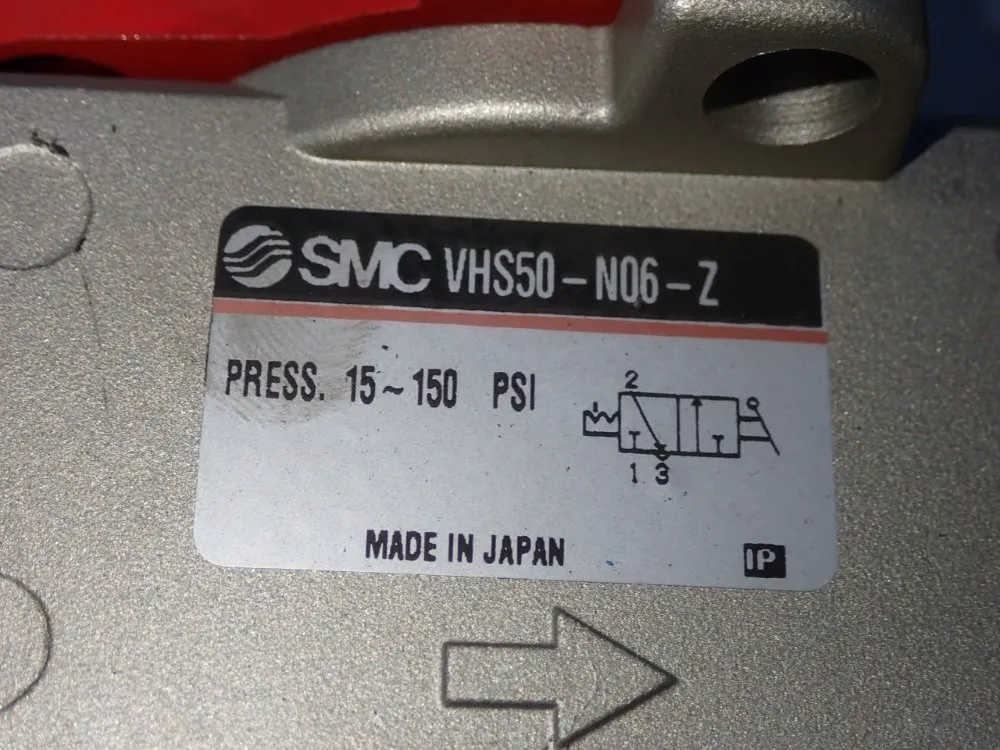 SMC VHS50-N06-Z
PRESS. 15~150 PSI
2
1 3
MADE IN JAPAN
IP